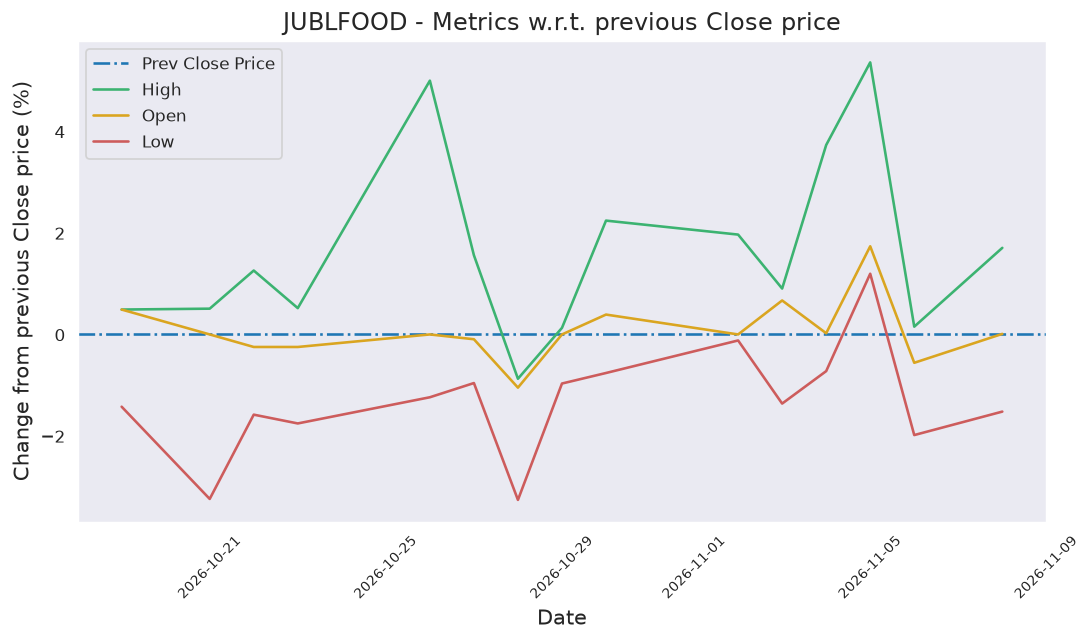 JUBLFOOD - Metrics w.r.t. previous Close price
Prev Close Price
High
Open
Low
Change from previous Close price (%)
4
2
0
−2
2026-10-21
2026-10-25
2026-10-29
2026-11-01
2026-11-05
2026-11-09
Date